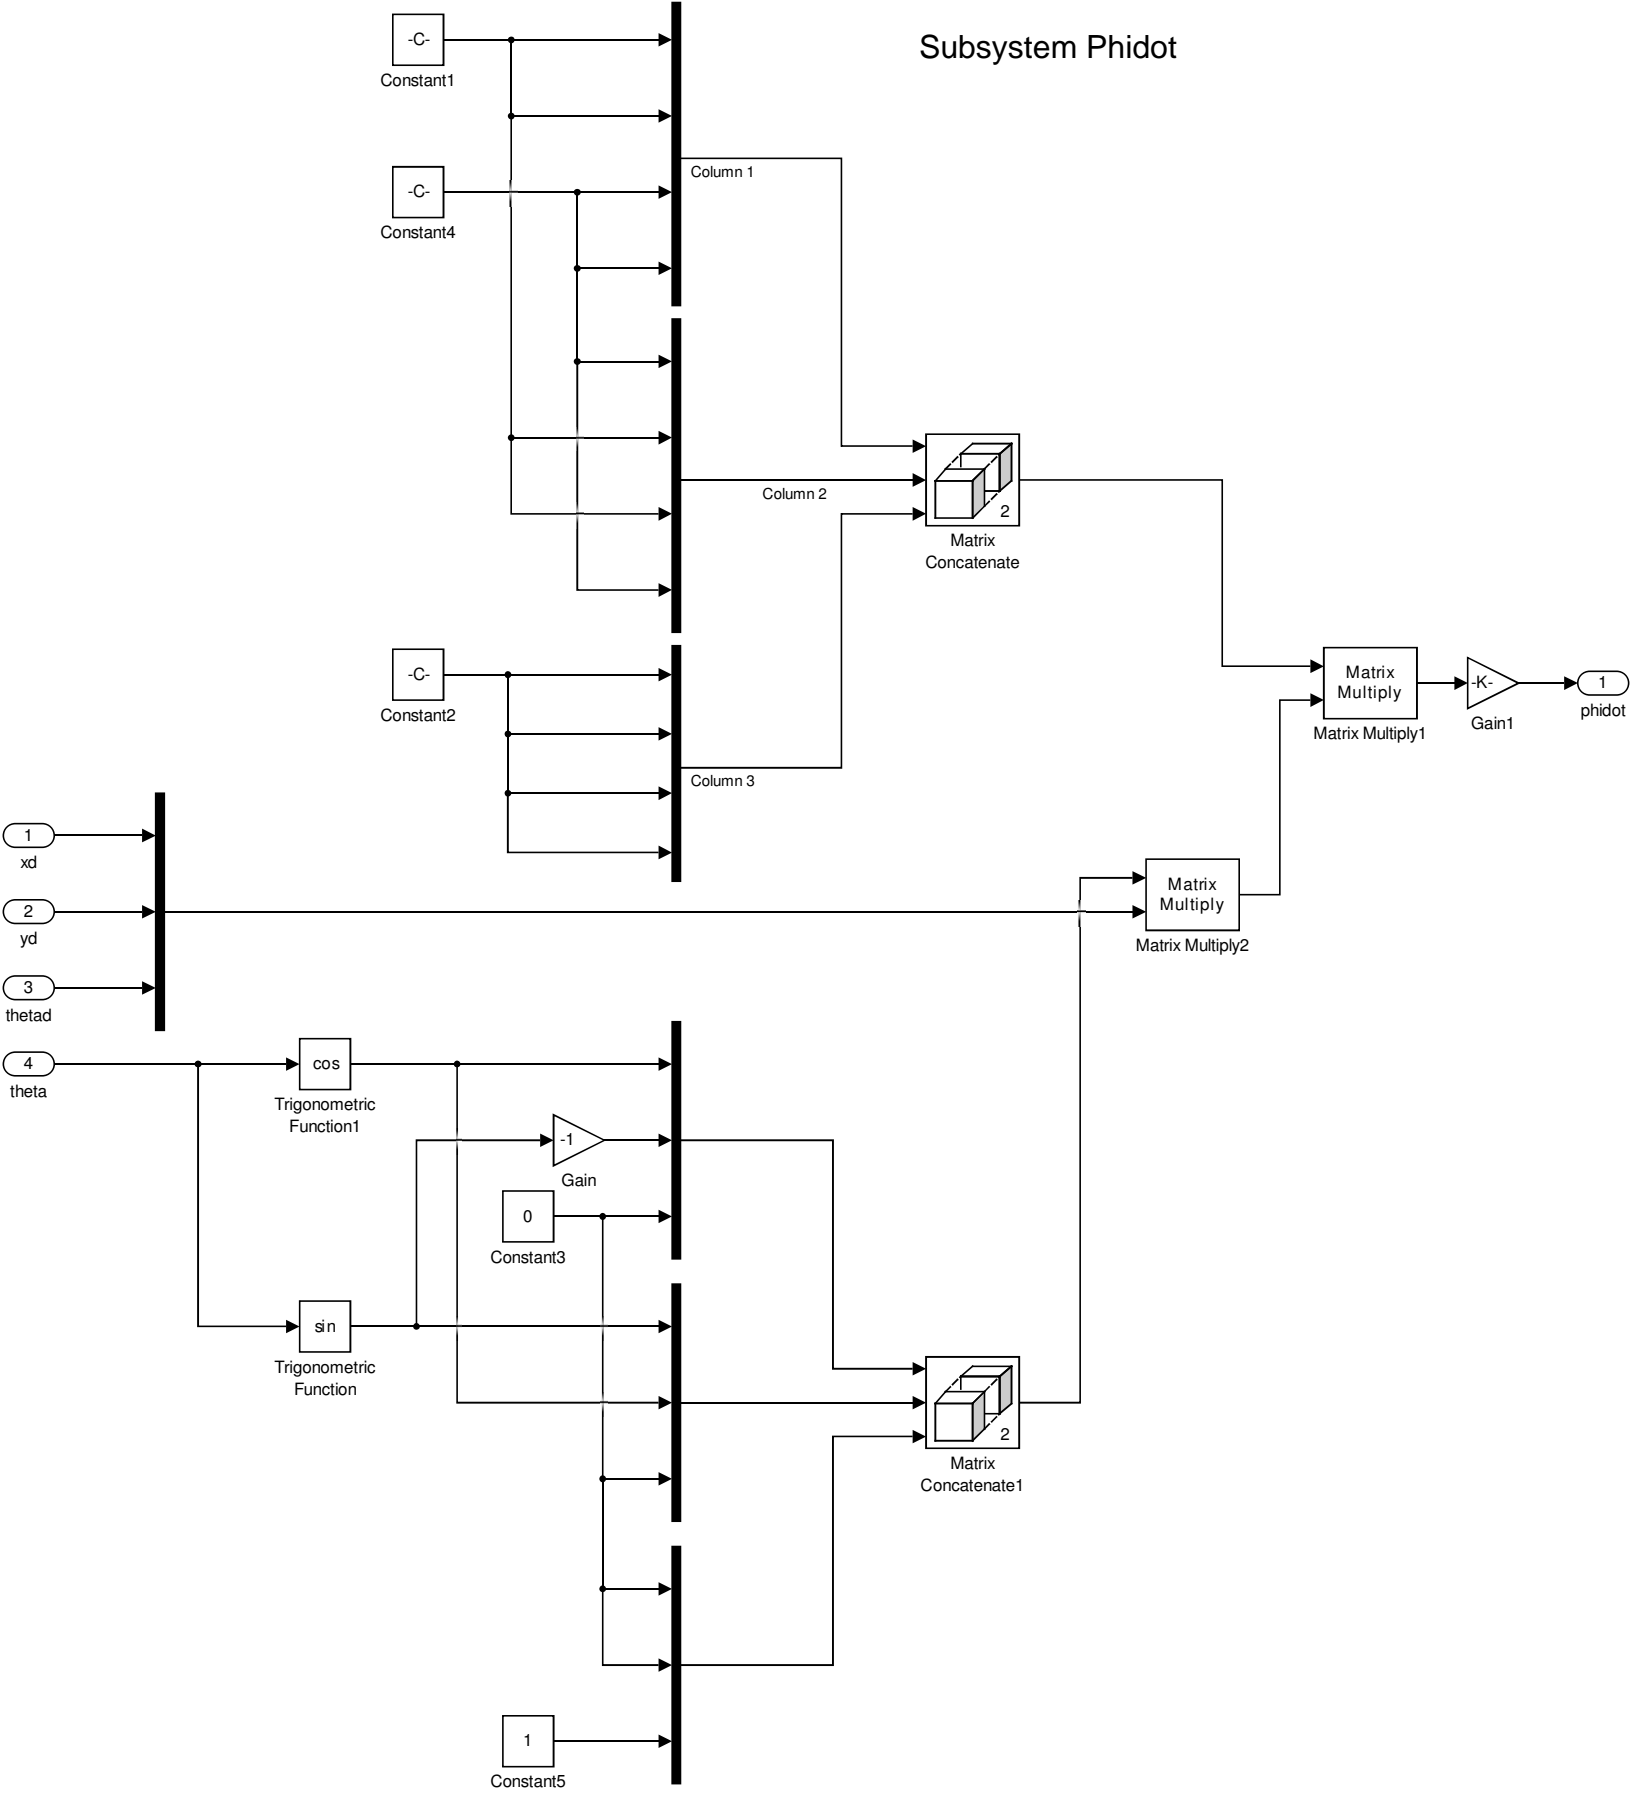 Subsystem Phidot
-C-
Constant1
-C-
Constant4
Column 1
Column 2
2
Matrix
Concatenate
-C-
Constant2
Column 3
Matrix
Multiply
Matrix Multiply1
-K-
Gain1
1
phidot
1
xd
2
yd
3
thetad
4
theta
Matrix
Multiply
Matrix Multiply2
cos
Trigonometric
Function1
-1
Gain
0
Constant3
sin
Trigonometric
Function
2
Matrix
Concatenate1
1
Constant5